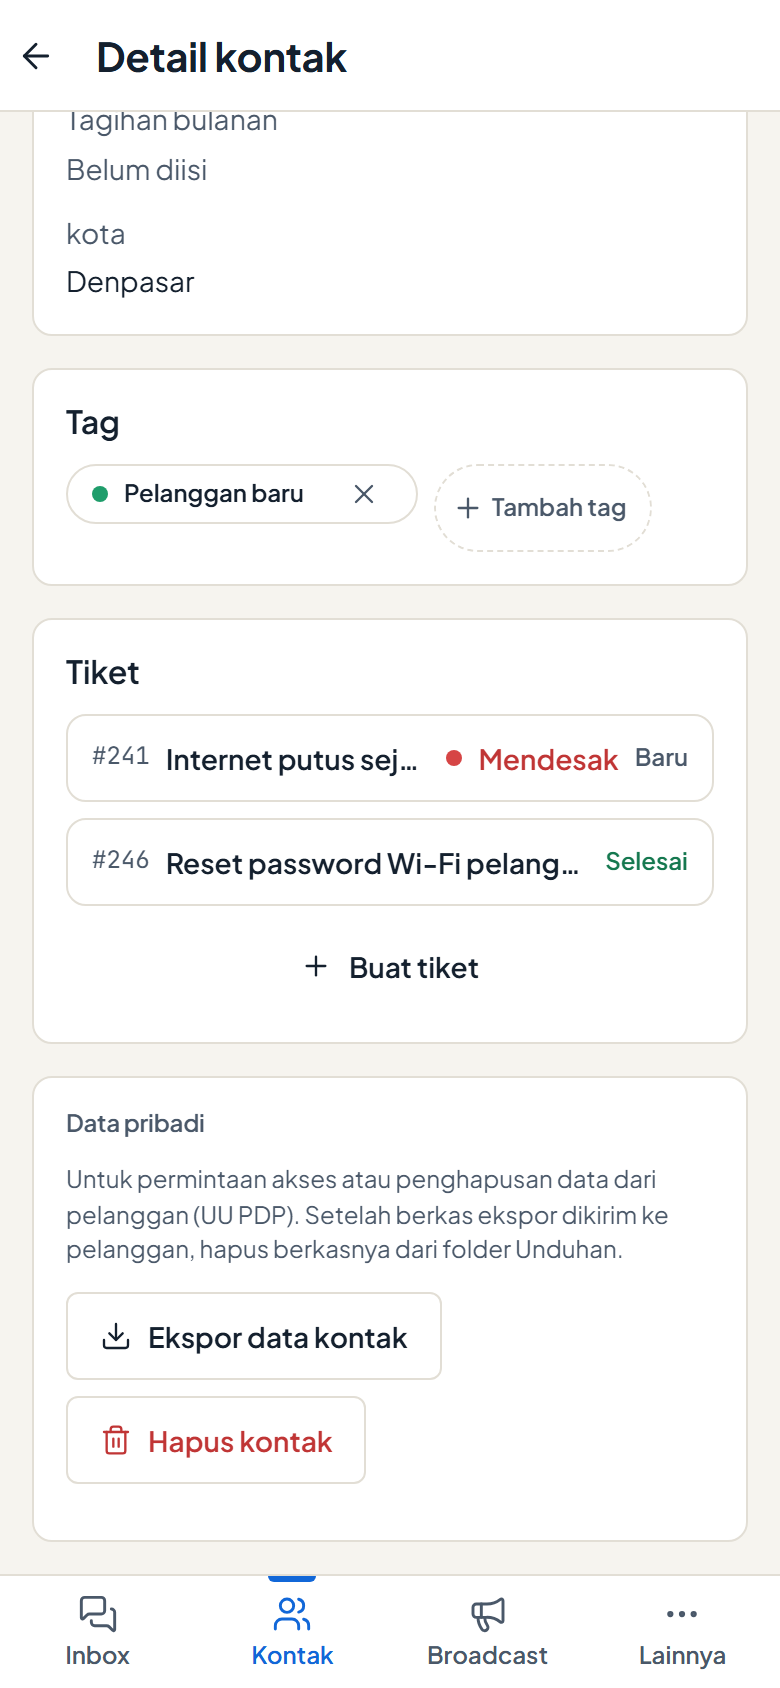 Detail kontak
Tagihan bulanan
Belum diisi
kota
Denpasar
Tag
Pelanggan baru
Tambah tag
Tiket
#241 Internet putus sej... Mendesak Baru
#246 Reset password Wi-Fi pelang... Selesai
Buat tiket
Data pribadi
Untuk permintaan akses atau penghapusan data dari
pelanggan (UU PDP). Setelah berkas ekspor dikirim ke
pelanggan, hapus berkasnya dari folder Unduhan.
Ekspor data kontak
Hapus kontak
Inbox Kontak Broadcast Lainnya